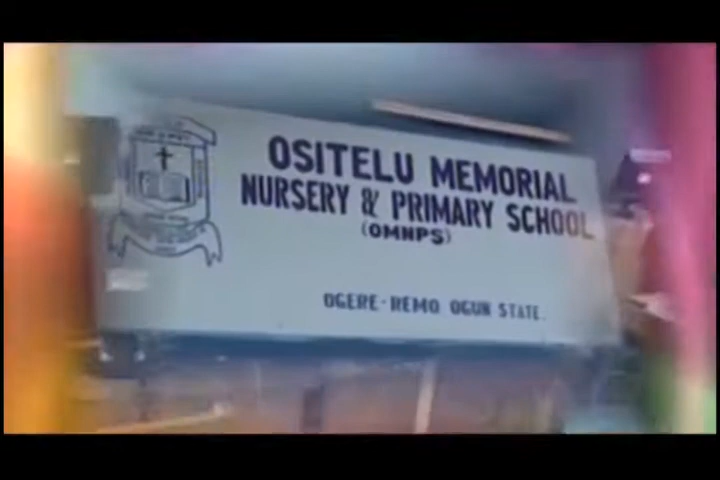 OSITELU MEMORIAL
NURSERY & PRIMARY SCHOOL
(OMNPS)
OGERE-REMO OGUN STATE.